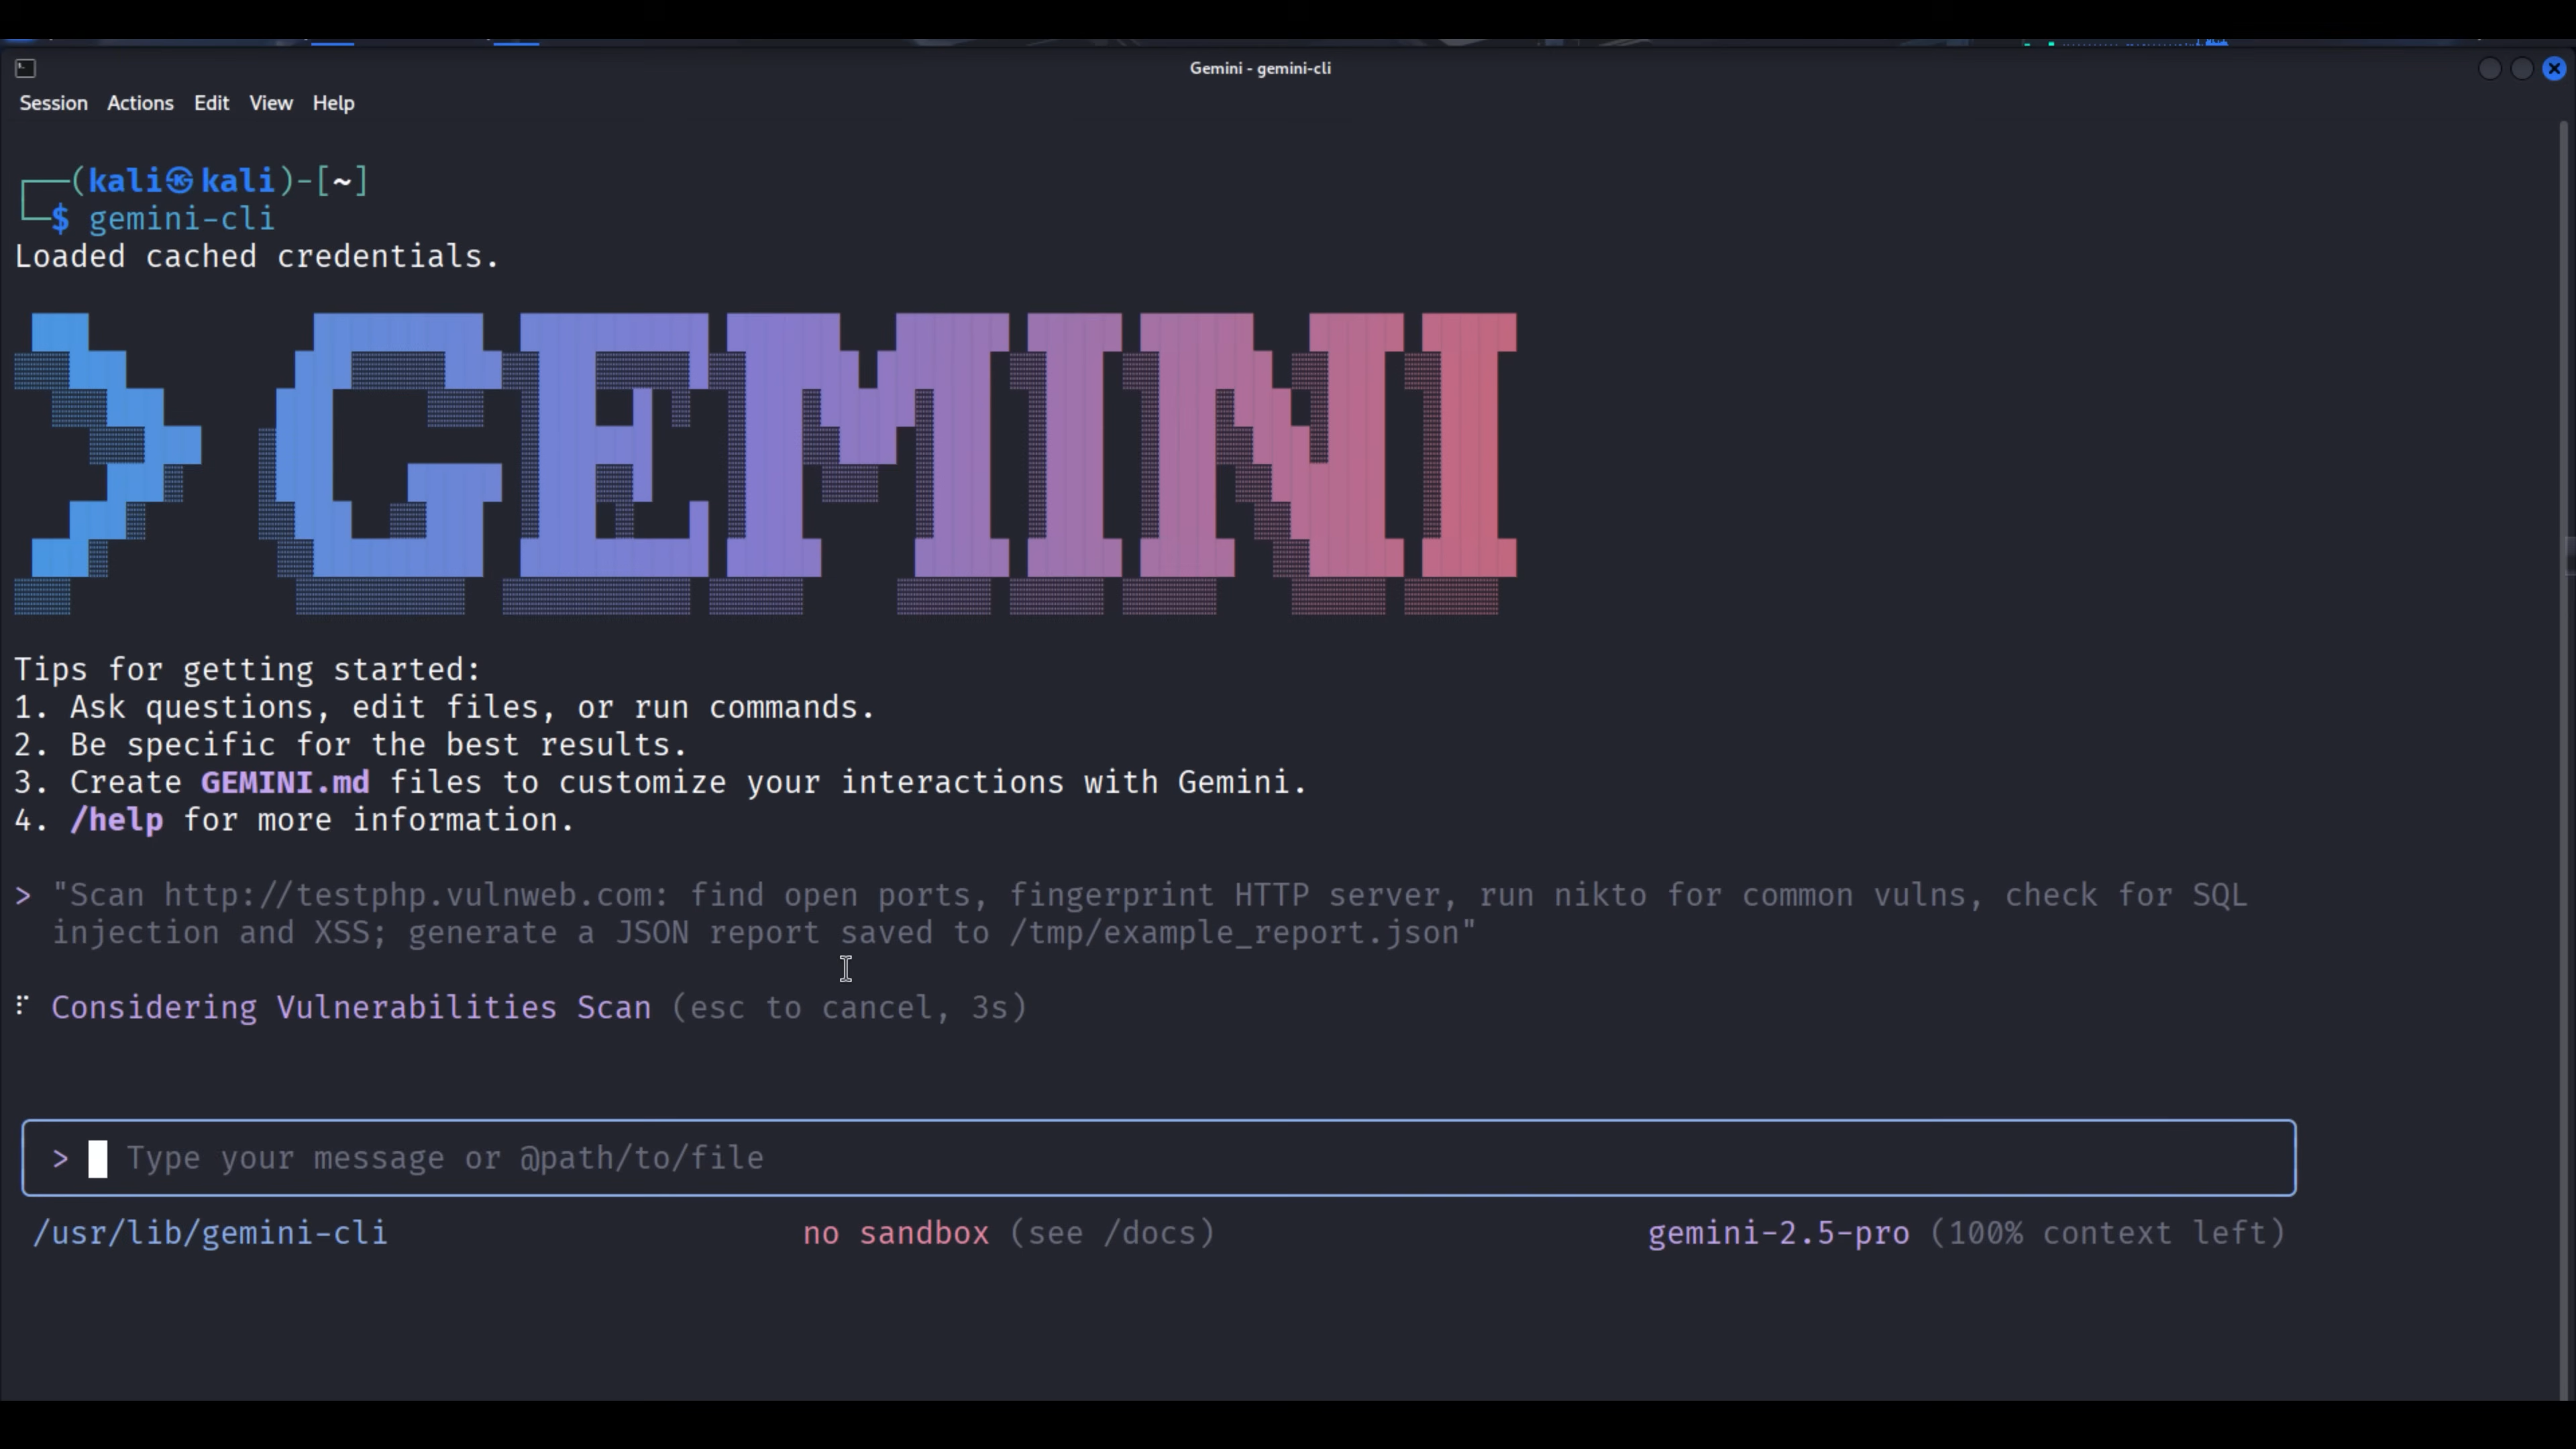 Gemini - gemini-cli
Session Actions Edit View Help
┌──(kali㉿kali)-[~]
└─$ gemini-cli
Loaded cached credentials.
> GEMINI
Tips for getting started:
1. Ask questions, edit files, or run commands.
2. Be specific for the best results.
3. Create GEMINI.md files to customize your interactions with Gemini.
4. /help for more information.
> "Scan http://testphp.vulnweb.com: find open ports, fingerprint HTTP server, run nikto for common vulns, check for SQL
injection and XSS; generate a JSON report saved to /tmp/example_report.json"
⠏ Considering Vulnerabilities Scan (esc to cancel, 3s)
> Type your message or @path/to/file
/usr/lib/gemini-cli no sandbox (see /docs) gemini-2.5-pro (100% context left)